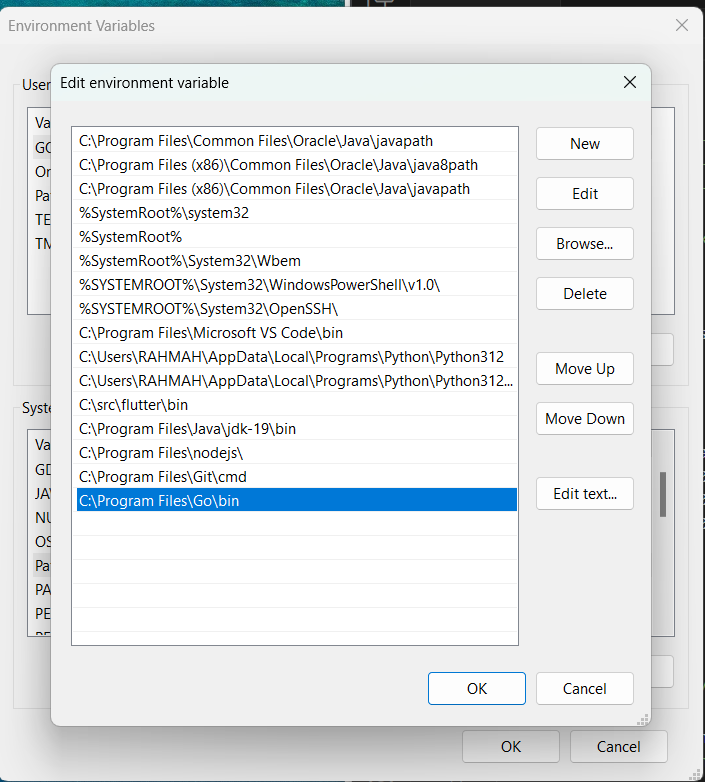 Environment Variables
User
Va
GO
On
Pa
TE
TM
Edit environment variable
C:\Program Files\Common Files\Oracle\Java\javapath
C:\Program Files (x86)\Common Files\Oracle\Java\java8path
C:\Program Files (x86)\Common Files\Oracle\Java\javapath
%SystemRoot%\system32
%SystemRoot%
%SystemRoot%\System32\Wbem
%SYSTEMROOT%\System32\WindowsPowerShell\v1.0\
%SYSTEMROOT%\System32\OpenSSH\
C:\Program Files\Microsoft VS Code\bin
C:\Users\RAHMAH\AppData\Local\Programs\Python\Python312
C:\Users\RAHMAH\AppData\Local\Programs\Python\Python312...
C:\src\flutter\bin
C:\Program Files\Java\jdk-19\bin
C:\Program Files\nodejs\
C:\Program Files\Git\cmd
C:\Program Files\Go\bin
New
Edit
Browse...
Delete
Move Up
Move Down
Edit text...
OK
Cancel
Syste
Va
GD
JAV
NU
OS
Pa
PA
PE
OK
Cancel